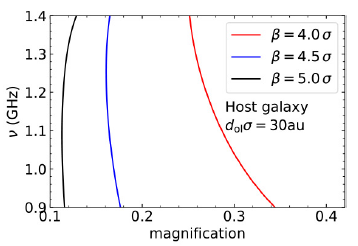 1.4
1.3
1.2
1.1
1.0
0.9
ν (GHz)
β = 4.0 σ
β = 4.5 σ
β = 5.0 σ
Host galaxy
d_olσ = 30au
0.1 0.2 0.3 0.4
magnification